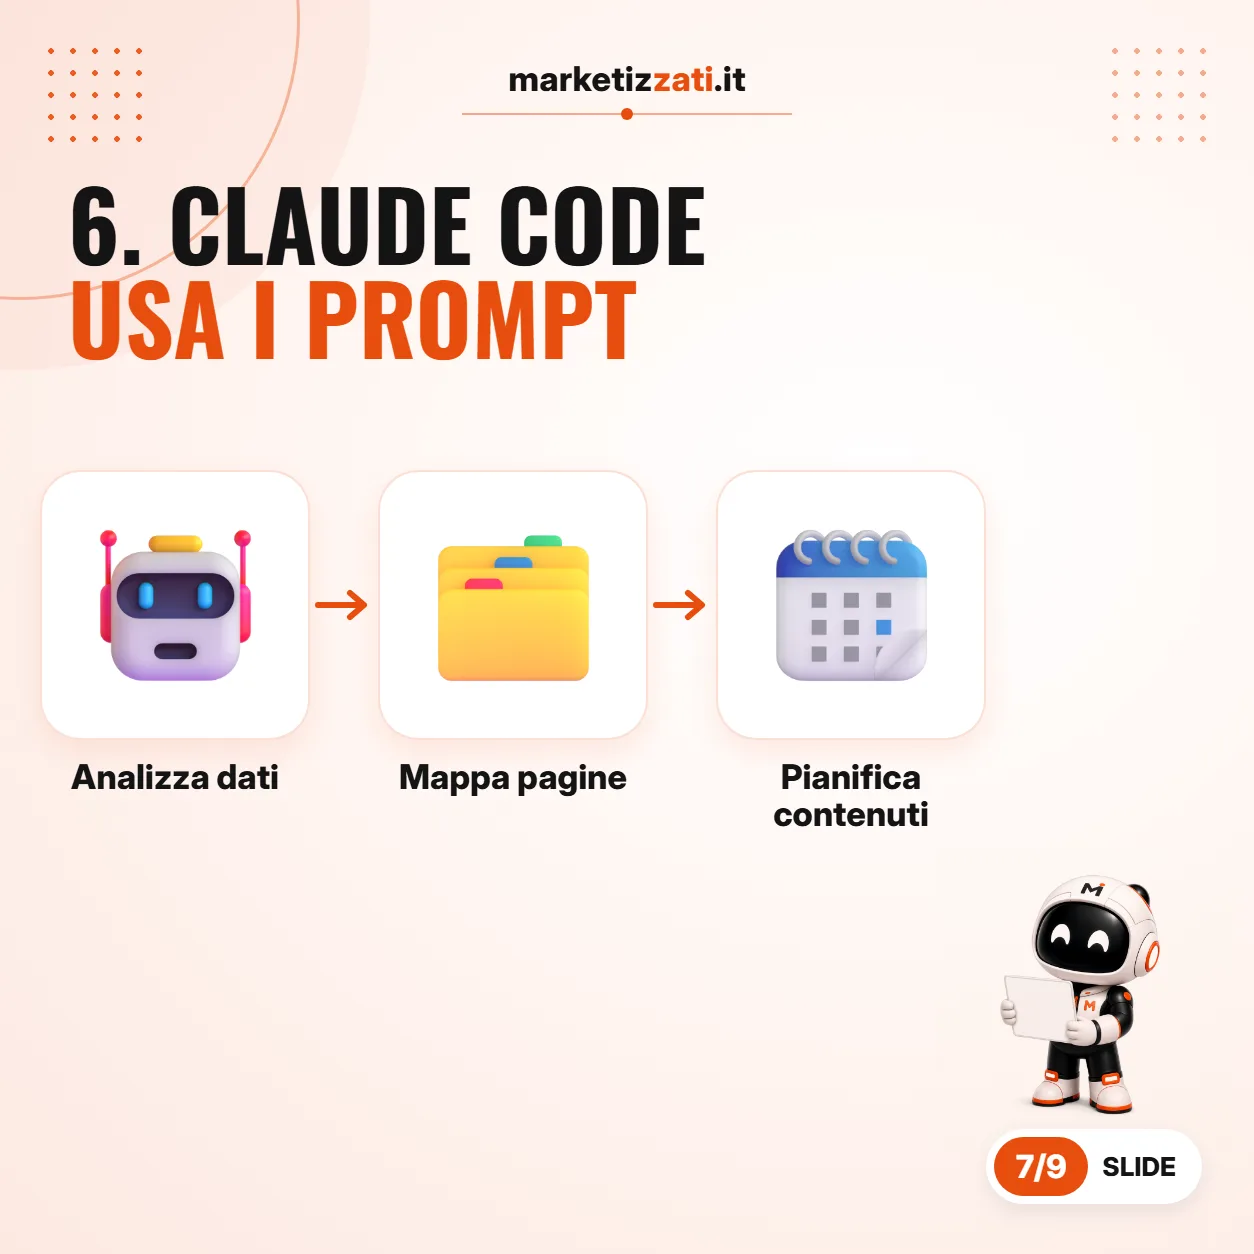 marketizzati.it
6. CLAUDE CODE
USA I PROMPT
Analizza dati
Mappa pagine
Pianifica
contenuti
M
M
7/9 SLIDE